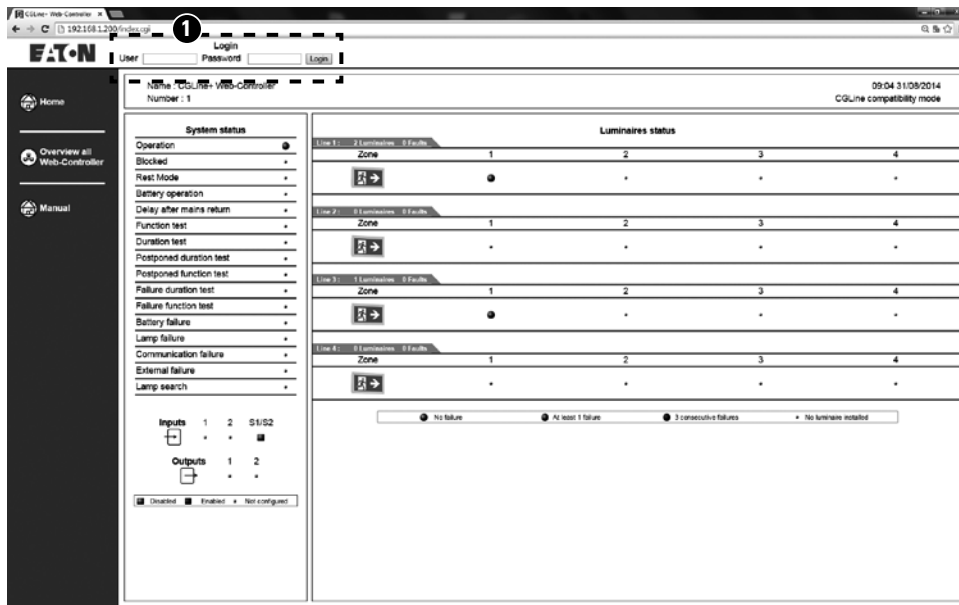 CGLine+ Web-Controller
192.168.1.200/index.cgi
1
EATON
Login
User Password Login
Name : CGLine+ Web-Controller
Number : 1
09:04 31/08/2014
CGLine compatibility mode
Home
Overview all
Web-Controller
Manual
System status
Operation
Blocked
Rest Mode
Battery operation
Delay after mains return
Function test
Duration test
Postponed duration test
Postponed function test
Failure duration test
Failure function test
Battery failure
Lamp failure
Communication failure
External failure
Lamp search
Inputs 1 2 S1/S2
Outputs 1 2
Disabled Enabled Not configured
Luminaires status
Line 1 : 2 Luminaires 0 Faults
Zone 1 2 3 4
Line 2 : 0 Luminaires 0 Faults
Zone 1 2 3 4
Line 3 : 1 Luminaires 0 Faults
Zone 1 2 3 4
Line 4 : 0 Luminaires 0 Faults
Zone 1 2 3 4
No failure At least 1 failure 3 consecutive failures No luminaire installed